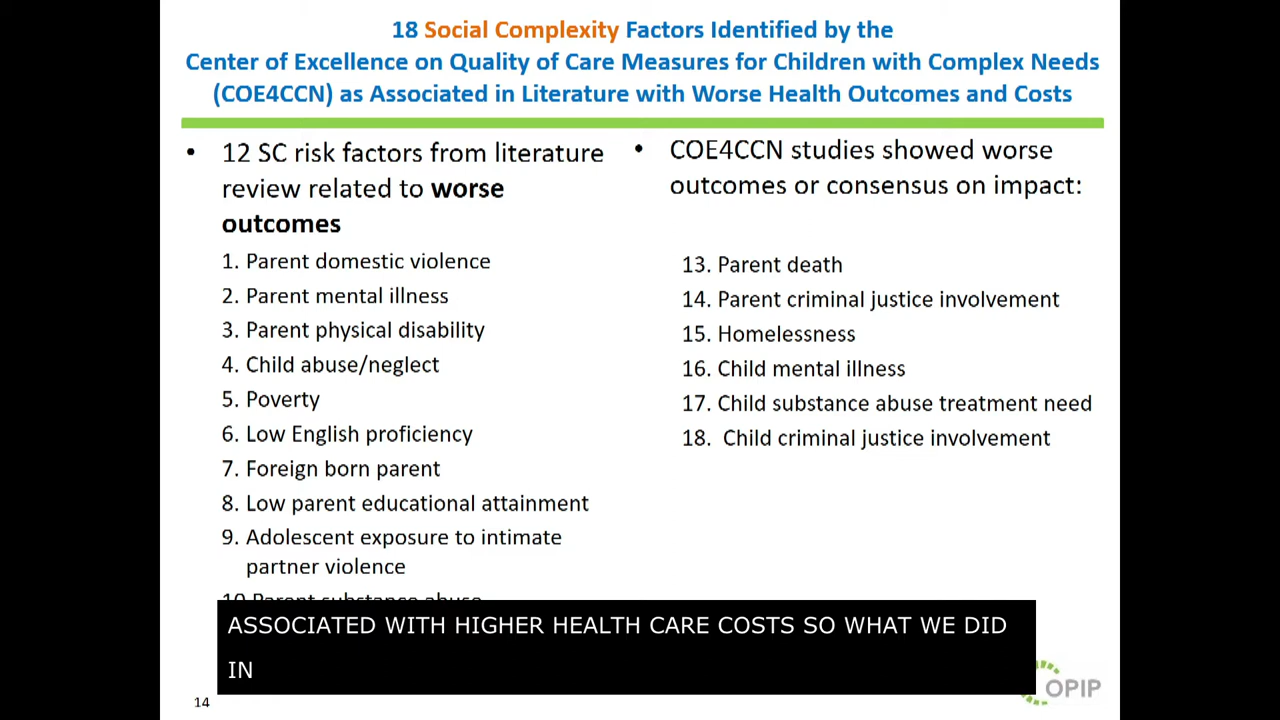 18 Social Complexity Factors Identified by the
Center of Excellence on Quality of Care Measures for Children with Complex Needs
(COE4CCN) as Associated in Literature with Worse Health Outcomes and Costs
• 12 SC risk factors from literature
review related to worse
outcomes
1. Parent domestic violence
2. Parent mental illness
3. Parent physical disability
4. Child abuse/neglect
5. Poverty
6. Low English proficiency
7. Foreign born parent
8. Low parent educational attainment
9. Adolescent exposure to intimate
partner violence
10.Parent substance abuse
• COE4CCN studies showed worse
outcomes or consensus on impact:
13. Parent death
14. Parent criminal justice involvement
15. Homelessness
16. Child mental illness
17. Child substance abuse treatment need
18. Child criminal justice involvement
ASSOCIATED WITH HIGHER HEALTH CARE COSTS SO WHAT WE DID
IN
OPIP
14